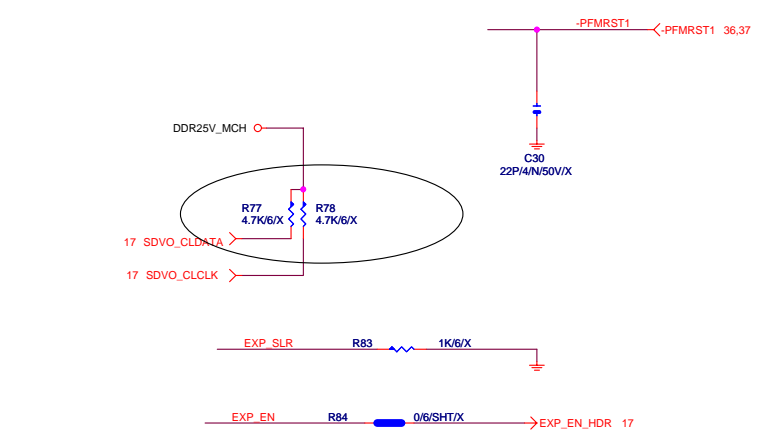 -PFMRST1
-PFMRST1 36,37
DDR25V_MCH
C30
22P/4/N/50V/X
R77
4.7K/6/X
R78
4.7K/6/X
17 SDVO_CLDATA
17 SDVO_CLCLK
EXP_SLR
R83
1K/6/X
EXP_EN
R84
0/6/SHT/X
EXP_EN_HDR 17